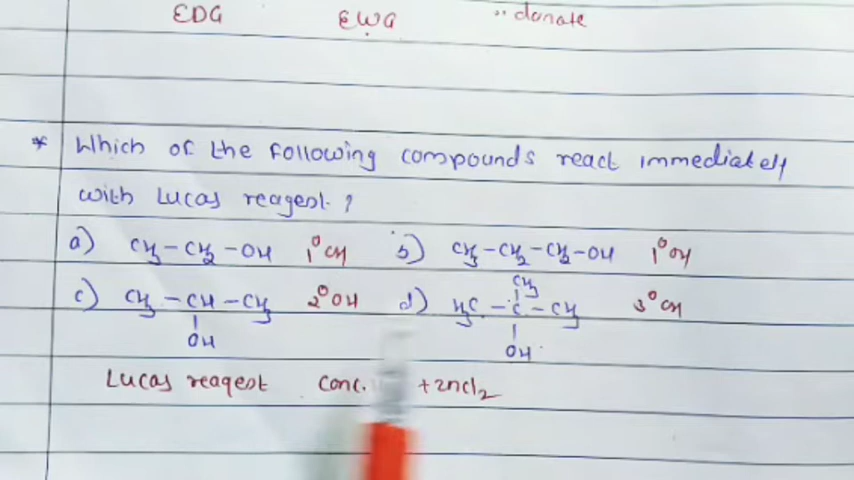 EDG EWG ∵ donate
* Which of the following compounds react immediately
with Lucas reagest ?
a) CH3-CH2-OH 1° OH b) CH3-CH2-CH2-OH 1° OH
CH3
|
c) CH3-CH-CH3 2° OH d) H3C-C-CH3 3° OH
| |
OH OH
Lucas reagest Conc. +ZnCl2